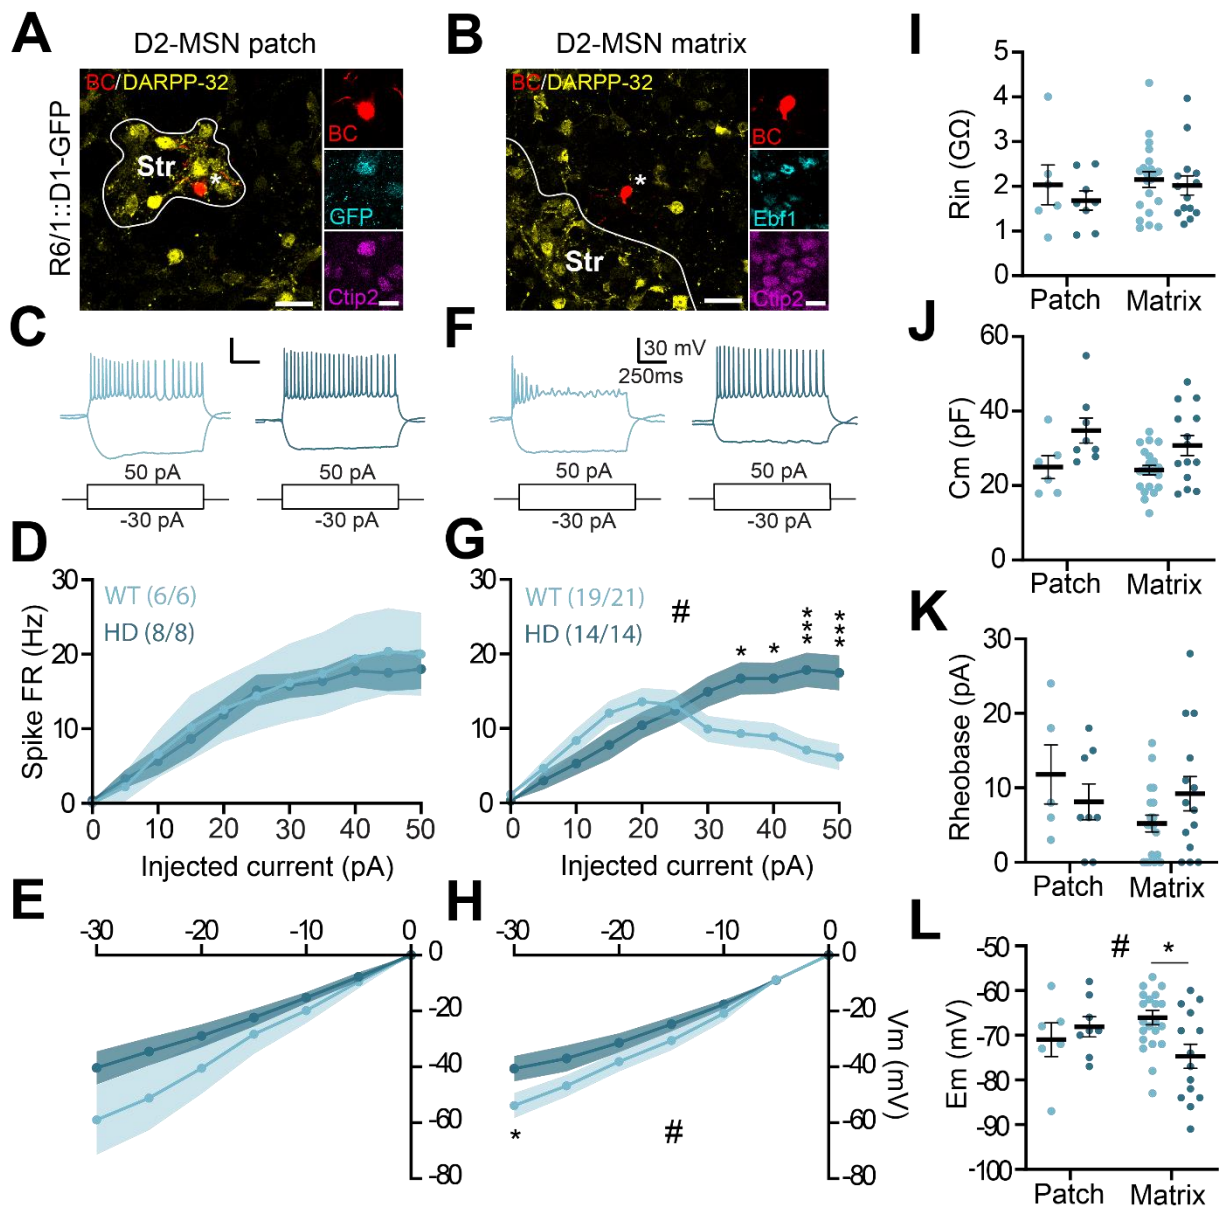 A
D2-MSN patch
B
D2-MSN matrix
R6/1::D1-GFP
BC/DARPP-32
Str
*
BC
GFP
Ctip2
BC/DARPP-32
*
Str
BC
Ebf1
Ctip2
C
50 pA
-30 pA
50 pA
-30 pA
F
30 mV
250ms
50 pA
-30 pA
50 pA
-30 pA
D
Spike FR (Hz)
30
20
10
0
WT (6/6)
HD (8/8)
0 10 20 30 40 50
Injected current (pA)
G
30
20
10
0
WT (19/21)
HD (14/14)
#
* * *** ***
0 10 20 30 40 50
Injected current (pA)
E
-30 -20 -10 0
0
-20
-40
-60
-80
H
-30 -20 -10 0
0
-20
-40
-60
-80
Vm (mV)
*
#
I
Rin (GΩ)
5
4
3
2
1
0
Patch Matrix
J
Cm (pF)
60
40
20
0
Patch Matrix
K
Rheobase (pA)
30
20
10
0
Patch Matrix
L
Em (mV)
-50
-60
-70
-80
-90
-100
# *
Patch Matrix